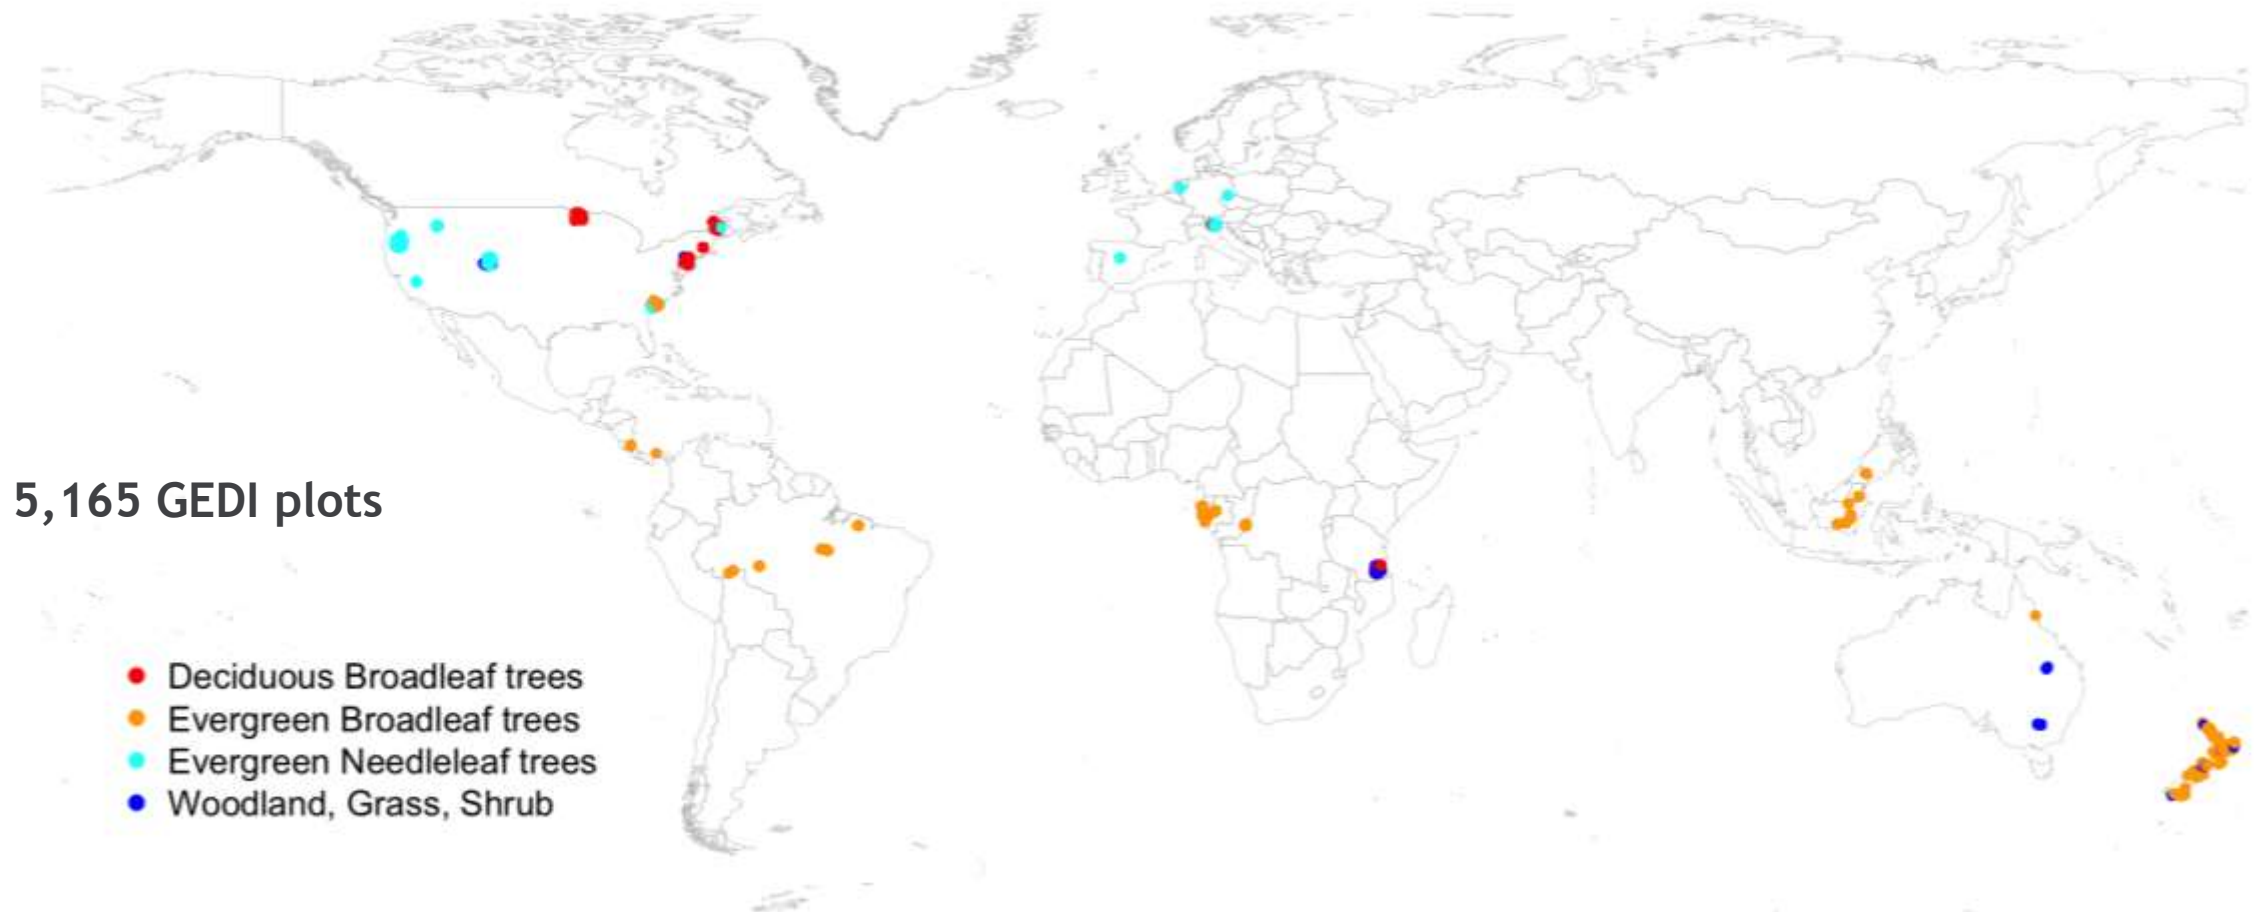 5,165 GEDI plots
Deciduous Broadleaf trees
Evergreen Broadleaf trees
Evergreen Needleleaf trees
Woodland, Grass, Shrub